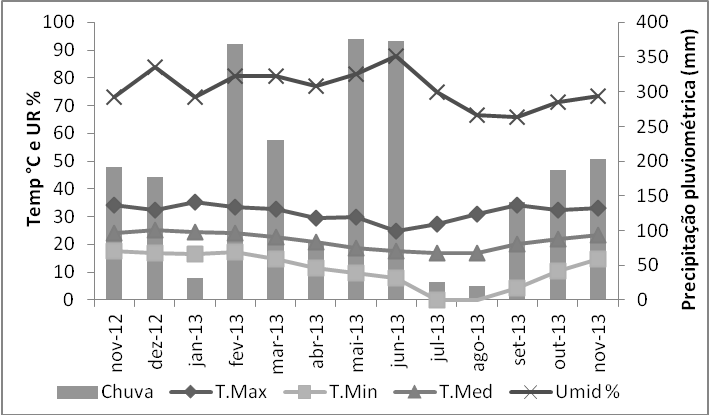 Temp °C e UR %
100
90
80
70
60
50
40
30
20
10
0
400
350
300
250
200
150
100
50
0
Precipitação pluviométrica (mm)
nov-12
dez-12
jan-13
fev-13
mar-13
abr-13
mai-13
jun-13
jul-13
ago-13
set-13
out-13
nov-13
Chuva T.Max T.Min T.Med Umid %